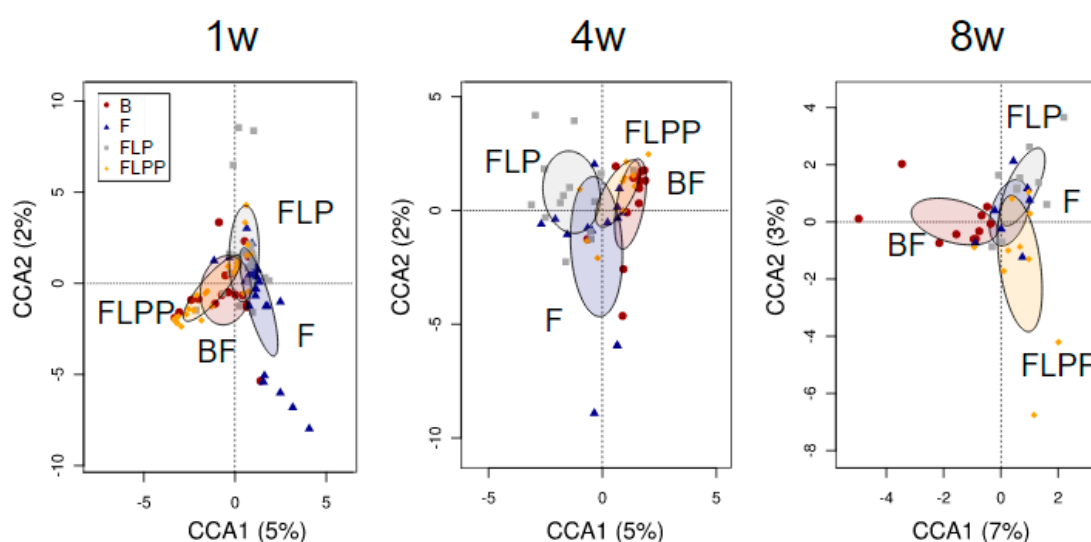 1w
4w
8w
B
F
FLP
FLPP
FLP
FLPP
BF
F
10
5
0
-5
-10
-5
0
5
CCA2 (2%)
CCA1 (5%)
FLP
FLPP
BF
F
5
0
-5
-10
-5
0
5
CCA2 (2%)
CCA1 (5%)
FLP
F
BF
FLPP
4
2
0
-2
-4
-6
-8
-4
-2
0
2
CCA2 (3%)
CCA1 (7%)